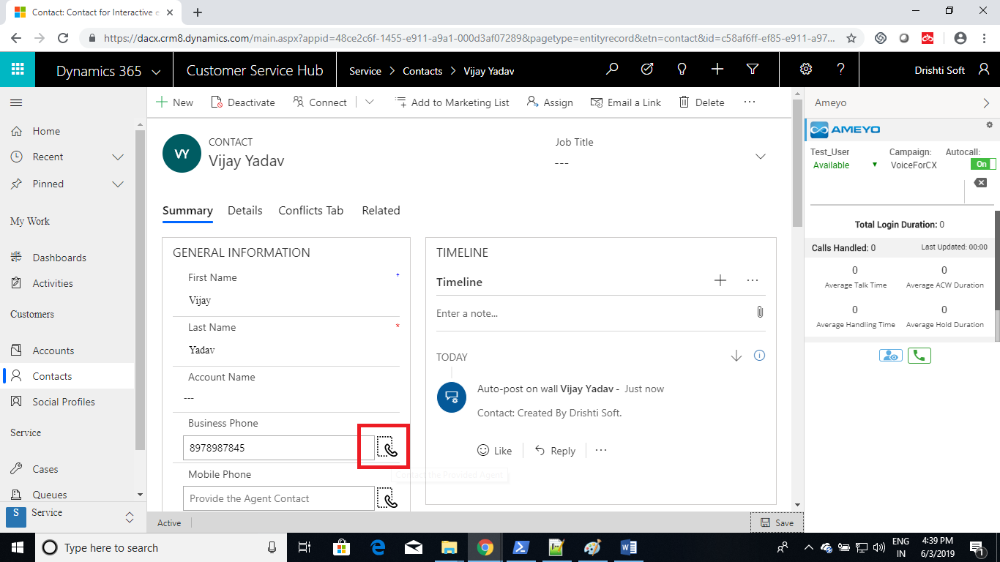 Contact: Contact for Interactive e
https://dacx.crm8.dynamics.com/main.aspx?appid=48ce2c6f-1455-e911-a9a1-000d3af07289&pagetype=entityrecord&etn=contact&id=c58af6ff-ef85-e911-a97...
Dynamics 365
Customer Service Hub
Service > Contacts > Vijay Yadav
Drishti Soft
New
Deactivate
Connect
Add to Marketing List
Assign
Email a Link
Delete
Home
Recent
Pinned
My Work
Dashboards
Activities
Customers
Accounts
Contacts
Social Profiles
Service
Cases
Queues
S
Service
VY
CONTACT
Vijay Yadav
Job Title
---
Summary
Details
Conflicts Tab
Related
GENERAL INFORMATION
First Name
+
Vijay
Last Name
*
Yadav
Account Name
---
Business Phone
8978987845
Contact the Provided Agent
Mobile Phone
Provide the Agent Contact
TIMELINE
Timeline
Enter a note...
TODAY
Auto-post on wall Vijay Yadav - Just now
Contact: Created By Drishti Soft.
Like
Reply
Active
Save
Ameyo
AMEYO
Test_User
Campaign:
Autocall:
Available
VoiceForCX
On
Total Login Duration: 0
Calls Handled: 0
Last Updated: 00:00
0
0
Average Talk Time
Average ACW Duration
0
0
Average Handling Time
Average Hold Duration
Type here to search
ENG
IN
4:39 PM
6/3/2019
1